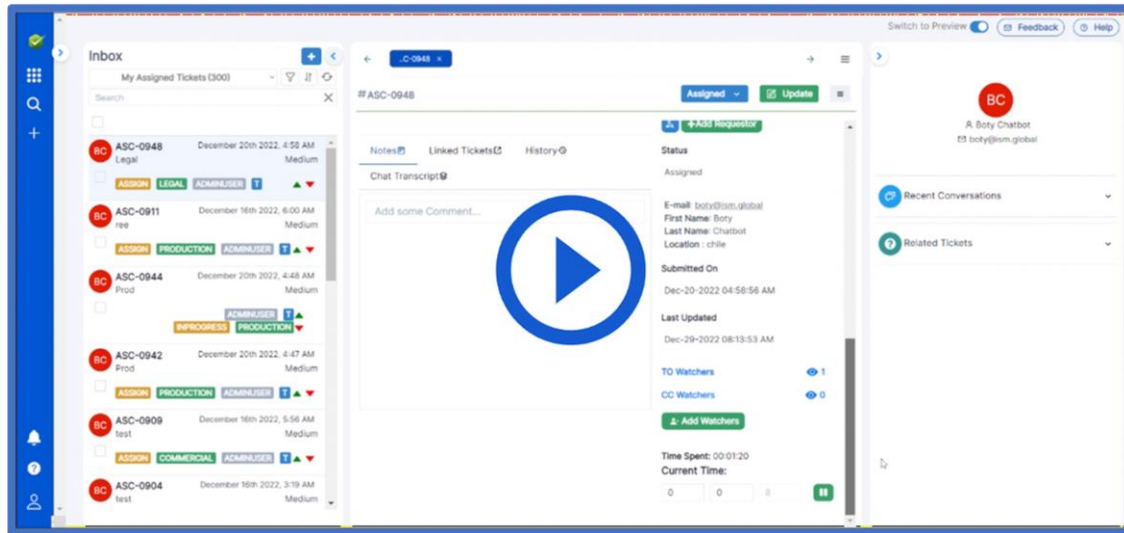 Switch to Preview
Feedback
Help
Inbox
My Assigned Tickets (300)
Search
BC
ASC-0948
December 20th 2022, 4:58 AM
Legal
Medium
ASSIGN LEGAL ADMINUSER T
BC
ASC-0911
December 16th 2022, 6:00 AM
ree
Medium
ASSIGN PRODUCTION ADMINUSER T
BC
ASC-0944
December 20th 2022, 4:48 AM
Prod
Medium
ADMINUSER T
INPROGRESS PRODUCTION
BC
ASC-0942
December 20th 2022, 4:47 AM
Prod
Medium
ASSIGN PRODUCTION ADMINUSER T
BC
ASC-0909
December 16th 2022, 5:56 AM
test
Medium
ASSIGN COMMERCIAL ADMINUSER T
BC
ASC-0904
December 16th 2022, 3:19 AM
test
Medium
..C-0948 ×
#ASC-0948
Assigned
Update
+Add Requestor
Notes
Linked Tickets
History
Chat Transcript
Add some Comment...
Status
Assigned
E-mail: boty@ism.global
First Name: Boty
Last Name: Chatbot
Location : chile
Submitted On
Dec-20-2022 04:58:56 AM
Last Updated
Dec-29-2022 08:13:53 AM
TO Watchers 1
CC Watchers 0
Add Watchers
Time Spent: 00:01:20
Current Time:
0 0 8
BC
Boty Chatbot
boty@ism.global
Recent Conversations
Related Tickets